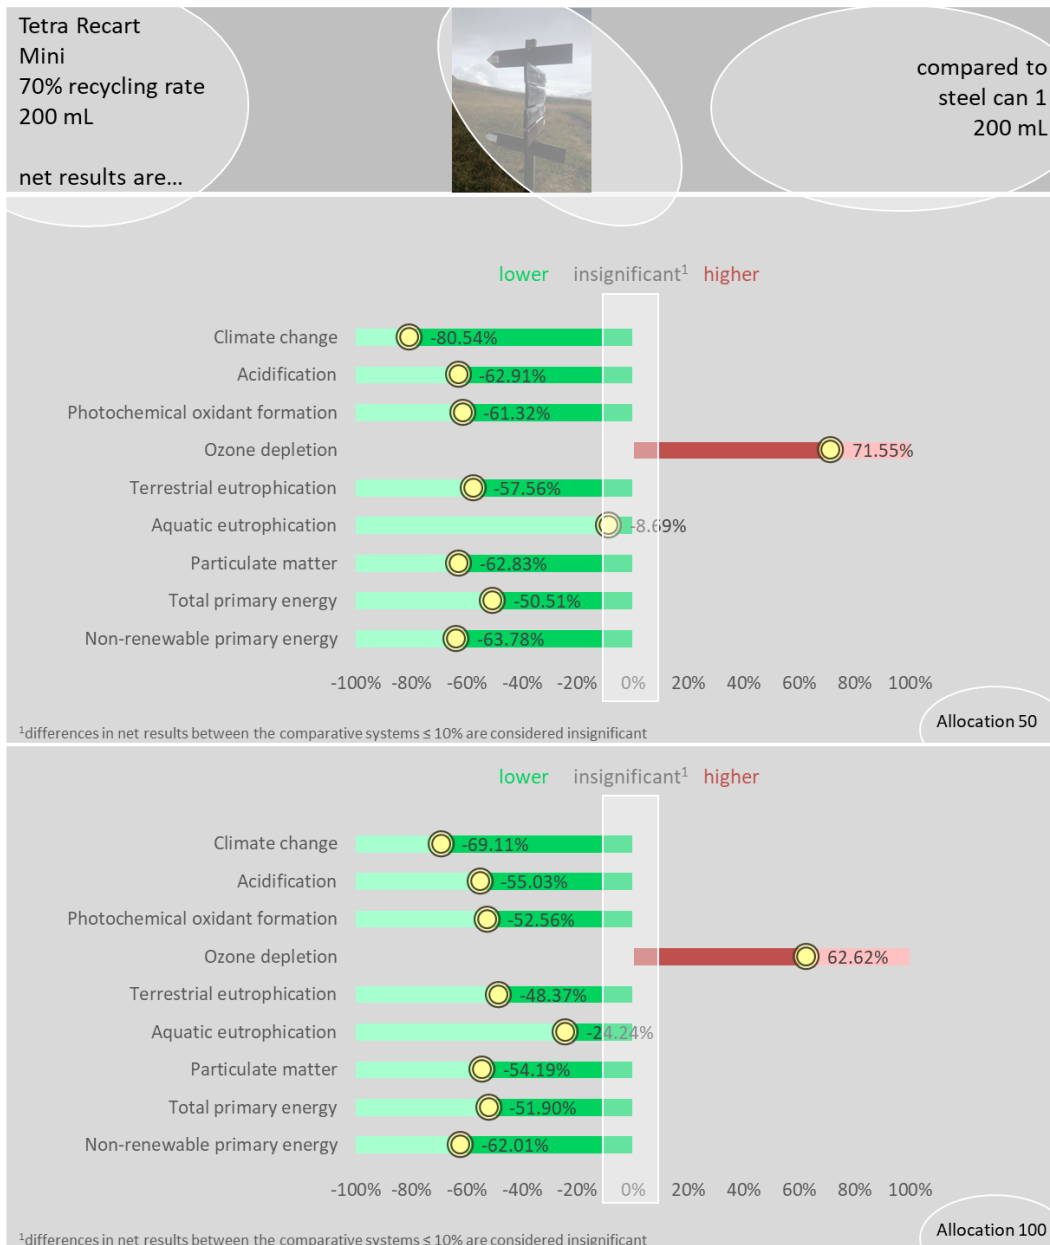 Tetra Recart
Mini
70% recycling rate
200 mL
net results are...
compared to
steel can 1
200 mL
lower insignificant¹ higher
Climate change -80.54%
Acidification -62.91%
Photochemical oxidant formation -61.32%
Ozone depletion 71.55%
Terrestrial eutrophication -57.56%
Aquatic eutrophication -8.69%
Particulate matter -62.83%
Total primary energy -50.51%
Non-renewable primary energy -63.78%
-100% -80% -60% -40% -20% 0% 20% 40% 60% 80% 100%
Allocation 50
¹differences in net results between the comparative systems ≤ 10% are considered insignificant
lower insignificant¹ higher
Climate change -69.11%
Acidification -55.03%
Photochemical oxidant formation -52.56%
Ozone depletion 62.62%
Terrestrial eutrophication -48.37%
Aquatic eutrophication -24.24%
Particulate matter -54.19%
Total primary energy -51.90%
Non-renewable primary energy -62.01%
-100% -80% -60% -40% -20% 0% 20% 40% 60% 80% 100%
Allocation 100
¹differences in net results between the comparative systems ≤ 10% are considered insignificant